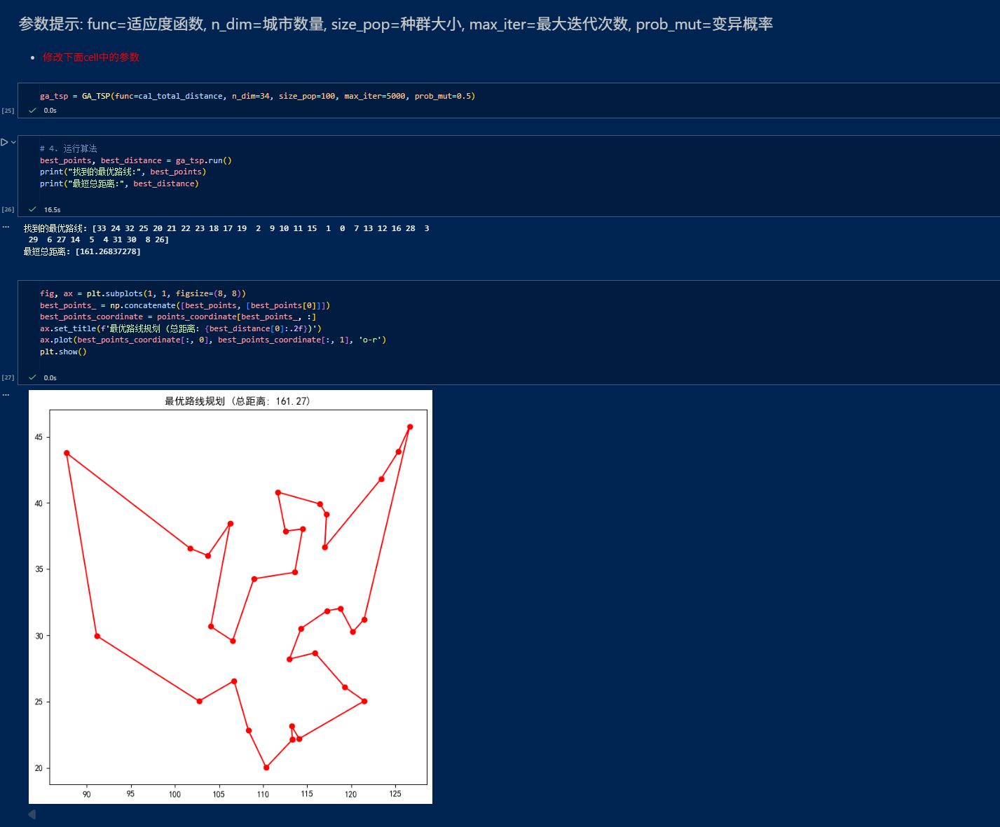 参数提示: func=适应度函数, n_dim=城市数量, size_pop=种群大小, max_iter=最大迭代次数, prob_mut=变异概率
修改下面cell中的参数
ga_tsp = GA_TSP(func=cal_total_distance, n_dim=34, size_pop=100, max_iter=5000, prob_mut=0.5)
[25] 0.0s
# 4. 运行算法
best_points, best_distance = ga_tsp.run()
print("找到的最优路线:", best_points)
print("最短总距离:", best_distance)
[26] 16.5s
找到的最优路线: [33 24 32 25 20 21 22 23 18 17 19  2  9 10 11 15  1  0  7 13 12 16 28  3
29  6 27 14  5  4 31 30  8 26]
最短总距离: [161.26837278]
fig, ax = plt.subplots(1, 1, figsize=(8, 8))
best_points_ = np.concatenate([best_points, [best_points[0]]])
best_points_coordinate = points_coordinate[best_points_, :]
ax.set_title(f'最优路线规划 (总距离: {best_distance[0]:.2f})')
ax.plot(best_points_coordinate[:, 0], best_points_coordinate[:, 1], 'o-r')
plt.show()
[27] 0.0s
最优路线规划 (总距离: 161.27)
45
40
35
30
25
20
90 95 100 105 110 115 120 125